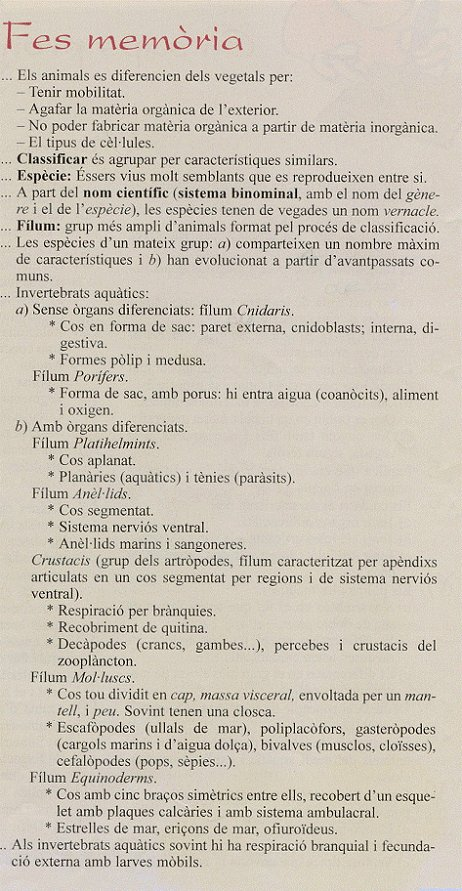 Fes memòria
... Els animals es diferencien dels vegetals per:
– Tenir mobilitat.
– Agafar la matèria orgànica de l'exterior.
– No poder fabricar matèria orgànica a partir de matèria inorgànica.
– El tipus de cèl·lules.
... Classificar és agrupar per característiques similars.
... Espècie: Éssers vius molt semblants que es reprodueixen entre si.
... A part del nom científic (sistema binominal, amb el nom del gène-
re i el de l'espècie), les espècies tenen de vegades un nom vernacle.
... Fílum: grup més ampli d'animals format pel procés de classificació.
... Les espècies d'un mateix grup: a) comparteixen un nombre màxim
de característiques i b) han evolucionat a partir d'avantpassats co-
muns.
... Invertebrats aquàtics:
a) Sense òrgans diferenciats: fílum Cnidaris.
* Cos en forma de sac: paret externa, cnidoblasts; interna, di-
gestiva.
* Formes pòlip i medusa.
Fílum Porífers.
* Forma de sac, amb porus: hi entra aigua (coanòcits), aliment
i oxigen.
b) Amb òrgans diferenciats.
Fílum Platihelmints.
* Cos aplanat.
* Planàries (aquàtics) i tènies (paràsits).
Fílum Anèl·lids.
* Cos segmentat.
* Sistema nerviós ventral.
* Anèl·lids marins i sangoneres.
Crustacis (grup dels artròpodes, fílum caracteritzat per apèndixs
articulats en un cos segmentat per regions i de sistema nerviós
ventral).
* Respiració per brànquies.
* Recobriment de quitina.
* Decàpodes (crancs, gambes...), percebes i crustacis del
zooplàncton.
Fílum Mol·luscs.
* Cos tou dividit en cap, massa visceral, envoltada per un man-
tell, i peu. Sovint tenen una closca.
* Escafòpodes (ullals de mar), poliplacòfors, gasteròpodes
(cargols marins i d'aigua dolça), bivalves (musclos, cloïsses),
cefalòpodes (pops, sèpies...).
Fílum Equinoderms.
* Cos amb cinc braços simètrics entre ells, recobert d'un esque-
let amb plaques calcàries i amb sistema ambulacral.
* Estrelles de mar, eriçons de mar, ofiuroïdeus.
.. Als invertebrats aquàtics sovint hi ha respiració branquial i fecunda-
ció externa amb larves mòbils.